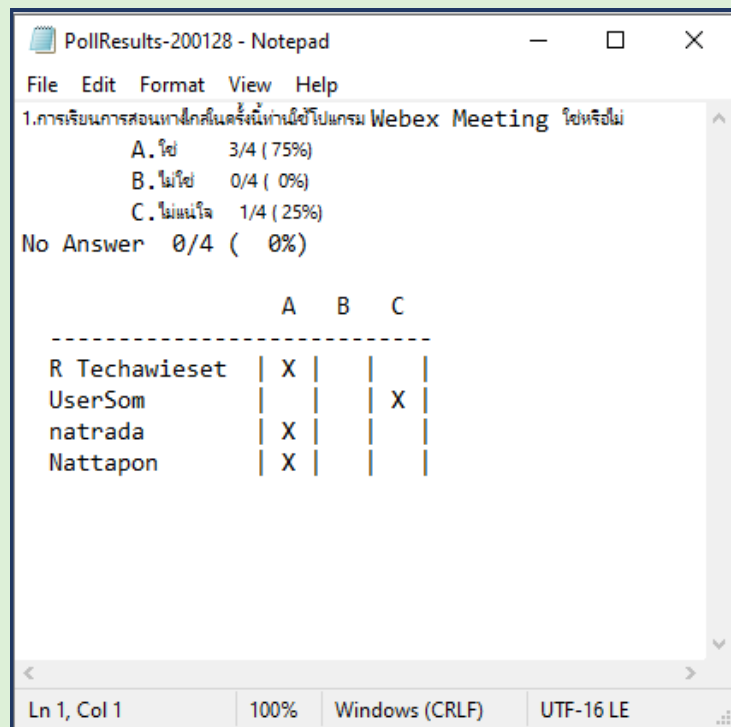 PollResults-200128 - Notepad
File Edit Format View Help
1.การเรียนการสอนทางไกลในครั้งนี้ท่านใช้โปแกรม Webex Meeting ใช่หรือไม่
A.ใช่ 3/4 ( 75%)
B.ไม่ใช่ 0/4 ( 0%)
C.ไม่แน่ใจ 1/4 ( 25%)
No Answer 0/4 ( 0%)
A B C
----------------------------
R Techawieset | X | | |
UserSom | | | X |
natrada | X | | |
Nattapon | X | | |
Ln 1, Col 1 100% Windows (CRLF) UTF-16 LE